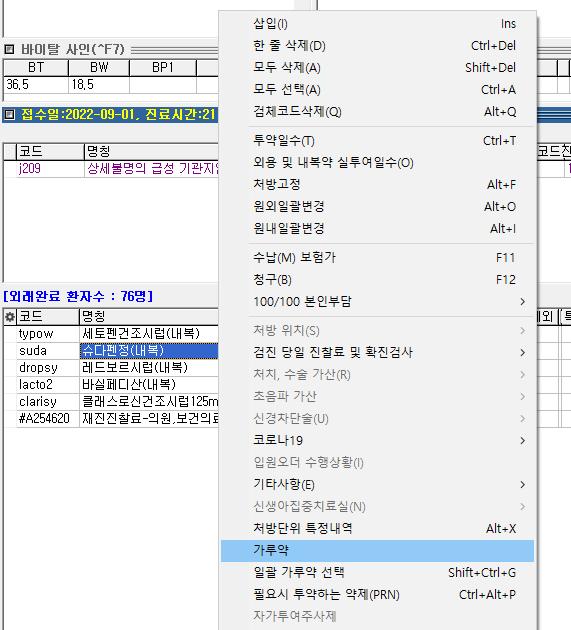 바이탈 사인(^F7)
BT BW BP1
36,5 18,5
접수일:2022-09-01, 진료시간:21
코드 명칭
j209 상세불명의 급성 기관지
[외래완료 환자수 : 76명]
코드 명칭
typow 세토펜건조시럽(내복)
suda 슈다펜정(내복)
dropsy 레드보르시럽(내복)
lacto2 바실페디산(내복)
clarisy 클래스로신건조시럽125m
#A254620 재진진찰료-의원,보건의료
삽입(I) Ins
한 줄 삭제(D) Ctrl+Del
모두 삭제(A) Shift+Del
모두 선택(A) Ctrl+A
검체코드삭제(Q) Alt+Q
투약일수(T) Ctrl+T
외용 및 내복약 실투여일수(O)
처방고정 Alt+F
원외일괄변경 Alt+O
원내일괄변경 Alt+I
수납(M) 보험가 F11
청구(B) F12
100/100 본인부담
처방 위치(S)
검진 당일 진찰료 및 확진검사
처치, 수술 가산(R)
초음파 가산
신경차단술(U)
코로나19
입원오더 수행상황(I)
기타사항(E)
신생아집중치료실(N)
처방단위 특정내역 Alt+X
가루약
일괄 가루약 선택 Shift+Ctrl+G
필요시 투약하는 약제(PRN) Ctrl+Alt+P
자가투여주사제